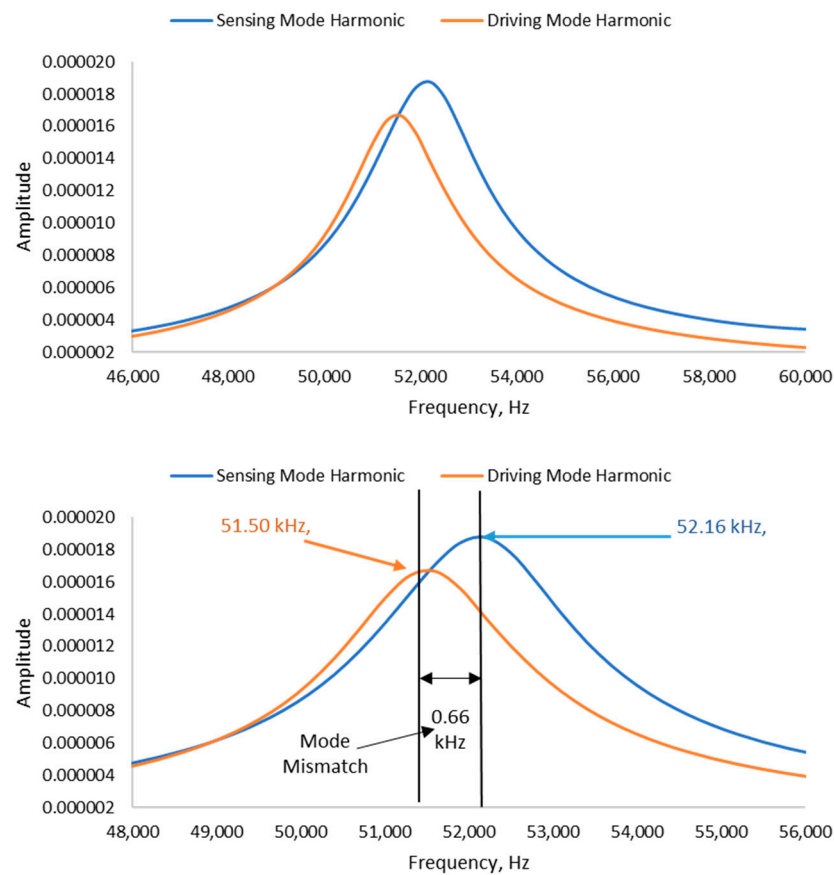 Sensing Mode Harmonic Driving Mode Harmonic
0.000020
0.000018
0.000016
0.000014
0.000012
0.000010
0.000008
0.000006
0.000004
0.000002
Amplitude
46,000 48,000 50,000 52,000 54,000 56,000 58,000 60,000
Frequency, Hz
Sensing Mode Harmonic Driving Mode Harmonic
0.000020
0.000018
0.000016
0.000014
0.000012
0.000010
0.000008
0.000006
0.000004
0.000002
Amplitude
51.50 kHz,
52.16 kHz,
0.66
kHz
Mode
Mismatch
48,000 49,000 50,000 51,000 52,000 53,000 54,000 55,000 56,000
Frequency, Hz